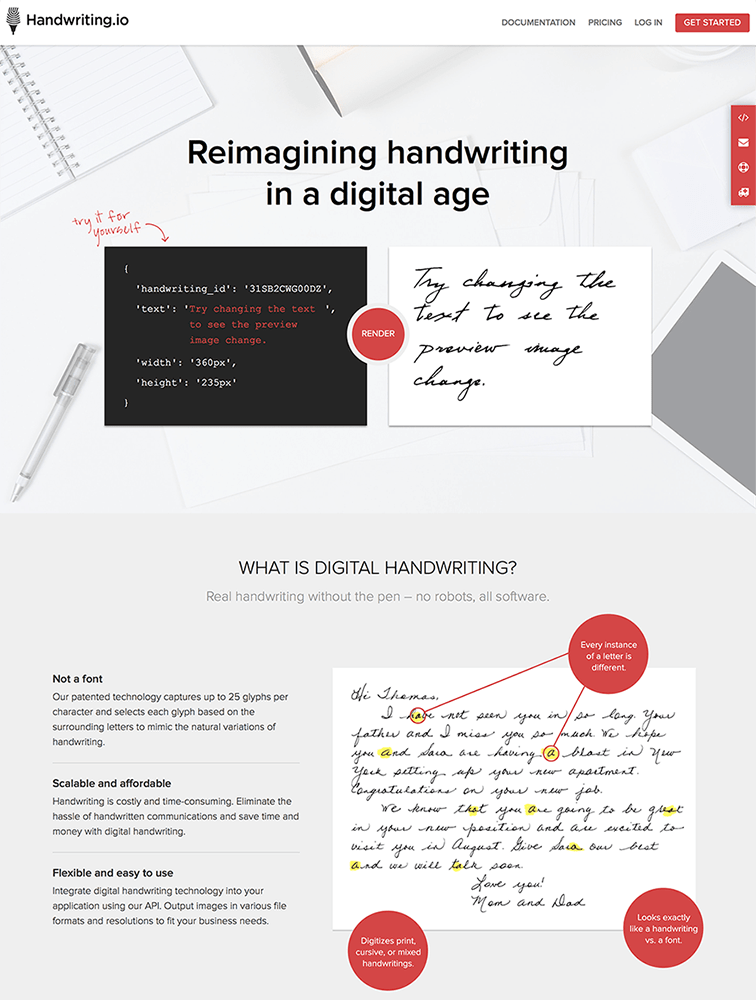 Handwriting.io
DOCUMENTATION PRICING LOG IN GET STARTED
Reimagining handwriting
in a digital age
try it for
yourself
{
'handwriting_id': '31SB2CWG00DZ',
'text': 'Try changing the text ',
to see the preview
image change.
'width': '360px',
'height': '235px'
}
RENDER
Try changing the
text to see the
preview image
change.
WHAT IS DIGITAL HANDWRITING?
Real handwriting without the pen – no robots, all software.
Not a font
Our patented technology captures up to 25 glyphs per
character and selects each glyph based on the
surrounding letters to mimic the natural variations of
handwriting.
Scalable and affordable
Handwriting is costly and time-consuming. Eliminate the
hassle of handwritten communications and save time and
money with digital handwriting.
Flexible and easy to use
Integrate digital handwriting technology into your
application using our API. Output images in various file
formats and resolutions to fit your business needs.
Every instance
of a letter is
different.
Hi Thomas,
I have not seen you in so long. Your
father and I miss you so much. We hope
you and Sara are having a blast in New
York setting up your new apartment.
Congratulations on your new job.
We know that you are going to be great
in your new position and are excited to
visit you in August. Give Sara our best
and we will talk soon.
Love you!
Mom and Dad
Digitizes print,
cursive, or mixed
handwritings.
Looks exactly
like a handwriting
vs. a font.